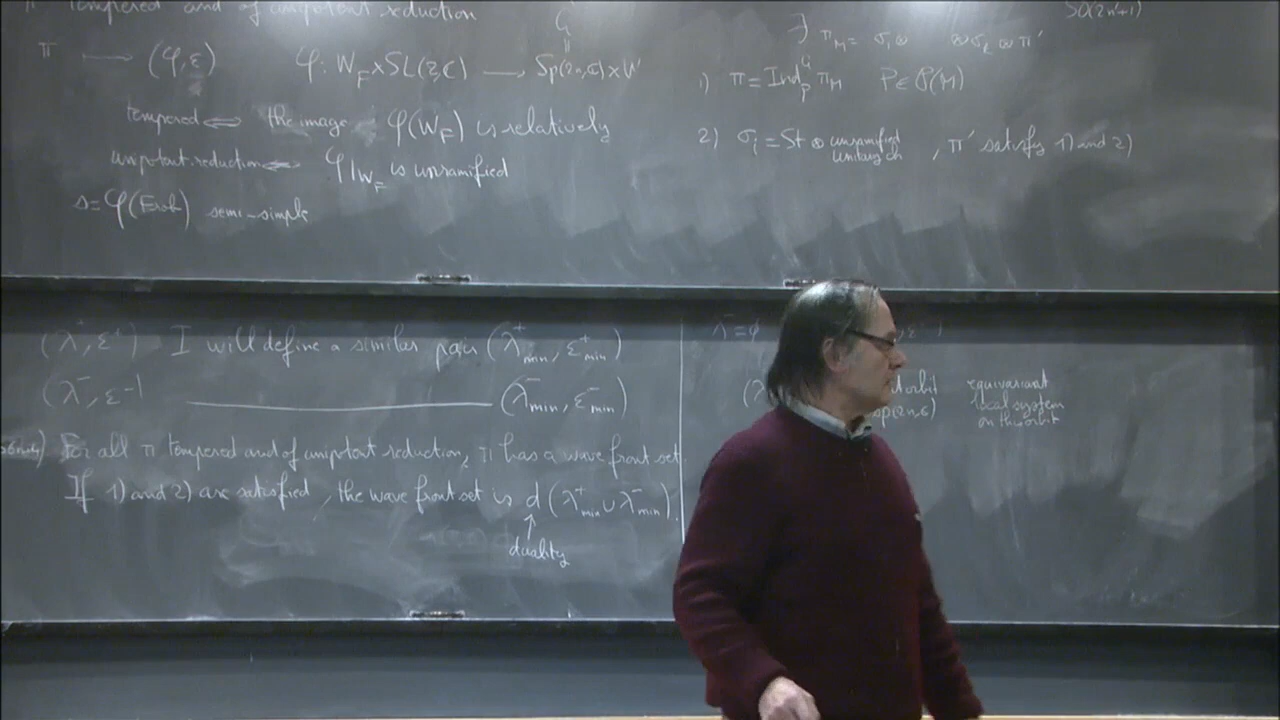 π tempered and of unipotent reduction
π ⟶ (φ, ε) φ: W_F × SL(2, C) ⟶ Sp(2n, C) × W
tempered ⟺ the image φ(W_F) is relatively
unipotent reduction ⟺ φ|W_F is unramified
s = φ(Frob) semi-simple
SO(2n'+1)
∃ π_M = σ_1 ⊗ ⊗ σ_k ⊗ π'
1) π = Ind_P^G π_M P ∈ P(M)
2) σ_i = St ⊗ unramified unitary ch , π' satisfy 1) and 2)
(λ⁺, ε⁺) I will define a similar pair (λ⁺_min, ε⁺_min)
(λ⁻, ε⁻) ———— (λ⁻_min, ε⁻_min)
For all π tempered and of unipotent reduction, π has a wave front set.
If 1) and 2) are satisfied, the wave front set is d(λ⁺_min ∪ λ⁻_min).
↑
duality
λ⁻ = φ
(λ equivariant
sp(2n, C) local system
on the orbit